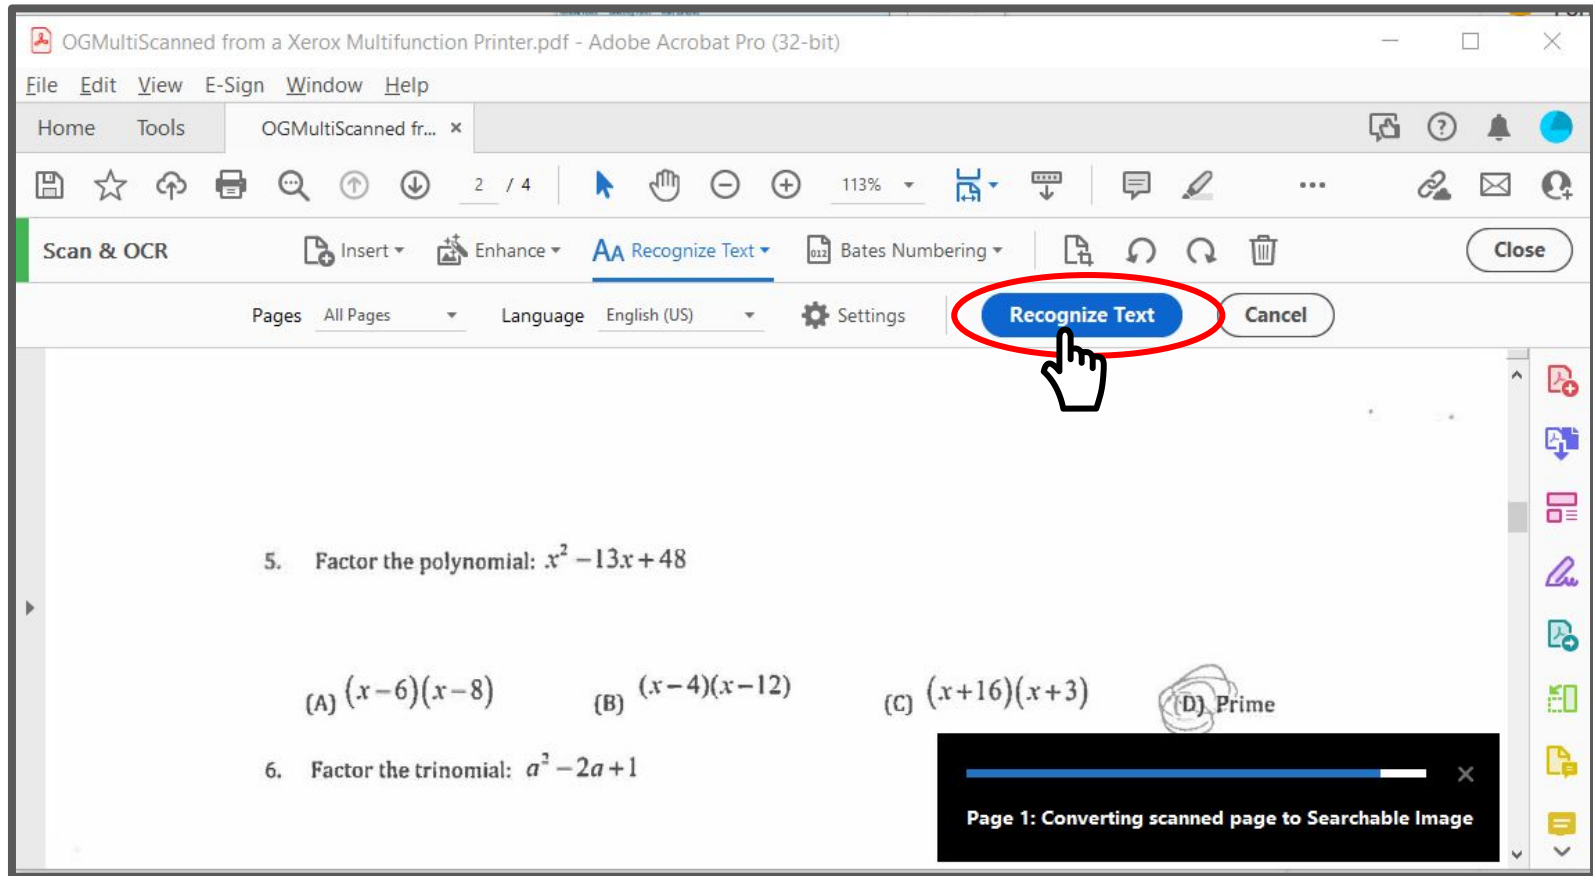 OGMultiScanned from a Xerox Multifunction Printer.pdf - Adobe Acrobat Pro (32-bit)
File Edit View E-Sign Window Help
Home Tools OGMultiScanned fr... ×
2 / 4 113%
Scan & OCR Insert Enhance AA Recognize Text 012 Bates Numbering Close
Pages All Pages Language English (US) Settings Recognize Text Cancel
5. Factor the polynomial: x² − 13x + 48
(A) (x−6)(x−8) (B) (x−4)(x−12) (C) (x+16)(x+3) (D) Prime
6. Factor the trinomial: a² − 2a + 1
Page 1: Converting scanned page to Searchable Image